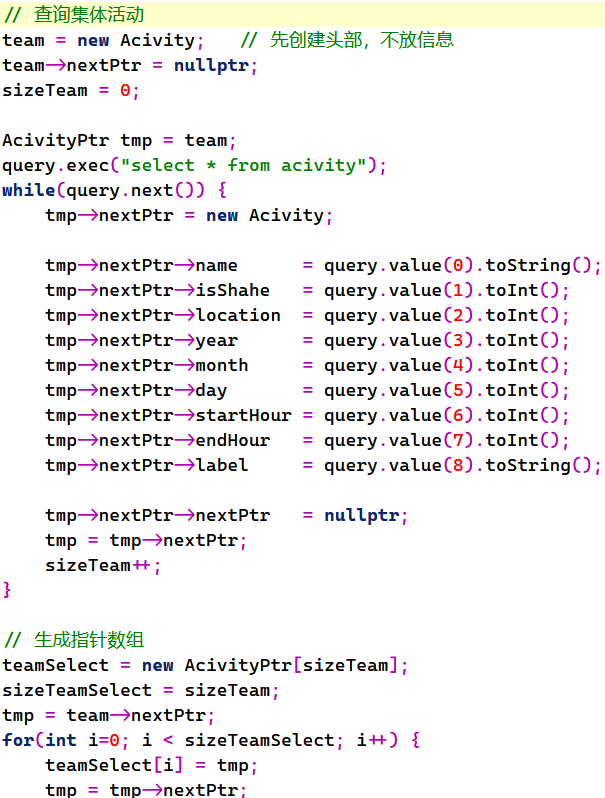 // 查询集体活动
team = new Acivity;   // 先创建头部，不放信息
team->nextPtr = nullptr;
sizeTeam = 0;

AcivityPtr tmp = team;
query.exec("select * from acivity");
while(query.next()) {
    tmp->nextPtr = new Acivity;

    tmp->nextPtr->name      = query.value(0).toString();
    tmp->nextPtr->isShahe   = query.value(1).toInt();
    tmp->nextPtr->location  = query.value(2).toInt();
    tmp->nextPtr->year      = query.value(3).toInt();
    tmp->nextPtr->month     = query.value(4).toInt();
    tmp->nextPtr->day       = query.value(5).toInt();
    tmp->nextPtr->startHour = query.value(6).toInt();
    tmp->nextPtr->endHour   = query.value(7).toInt();
    tmp->nextPtr->label     = query.value(8).toString();

    tmp->nextPtr->nextPtr   = nullptr;
    tmp = tmp->nextPtr;
    sizeTeam++;
}

// 生成指针数组
teamSelect = new AcivityPtr[sizeTeam];
sizeTeamSelect = sizeTeam;
tmp = team->nextPtr;
for(int i=0; i < sizeTeamSelect; i++) {
    teamSelect[i] = tmp;
    tmp = tmp->nextPtr;